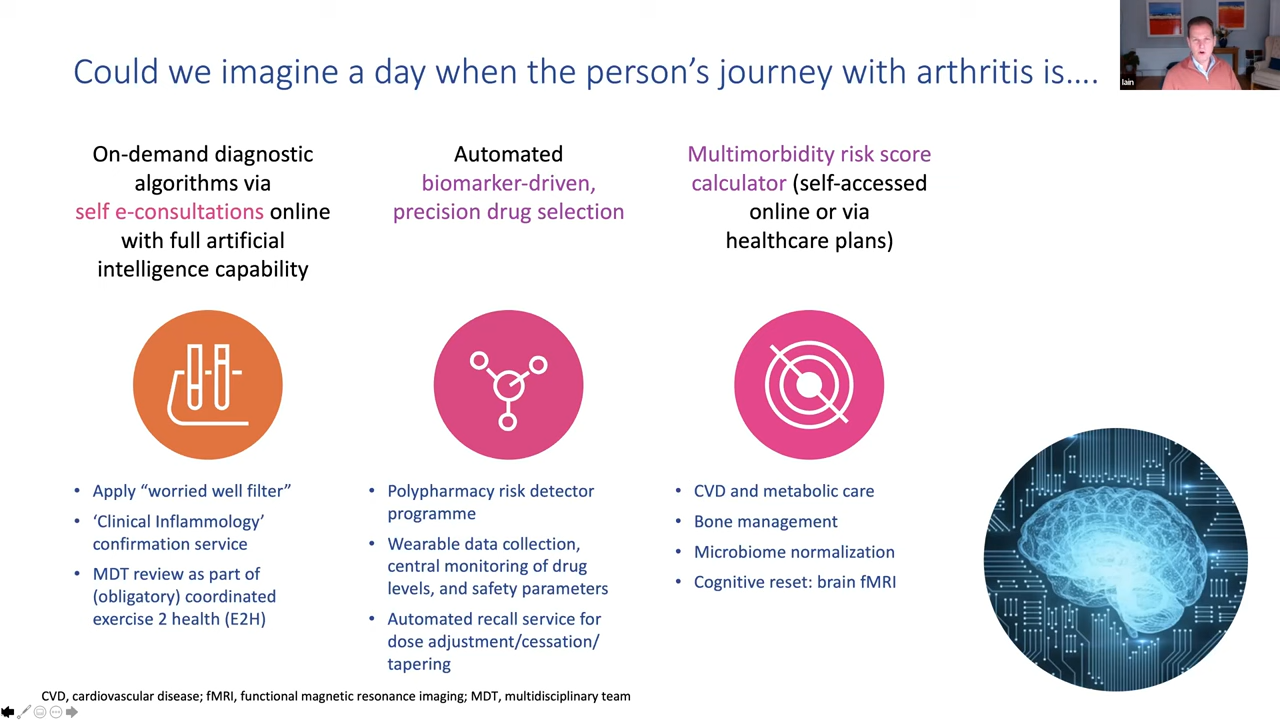 Could we imagine a day when the person’s journey with arthritis is....
Iain
On-demand diagnostic
algorithms via
self e-consultations online
with full artificial
intelligence capability
Automated
biomarker-driven,
precision drug selection
Multimorbidity risk score
calculator (self-accessed
online or via
healthcare plans)
• Apply “worried well filter”
• ‘Clinical Inflammology’
confirmation service
• MDT review as part of
(obligatory) coordinated
exercise 2 health (E2H)
• Polypharmacy risk detector
programme
• Wearable data collection,
central monitoring of drug
levels, and safety parameters
• Automated recall service for
dose adjustment/cessation/
tapering
• CVD and metabolic care
• Bone management
• Microbiome normalization
• Cognitive reset: brain fMRI
CVD, cardiovascular disease; fMRI, functional magnetic resonance imaging; MDT, multidisciplinary team